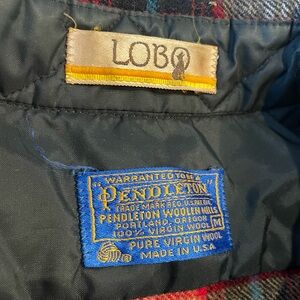 LOBO
"WARRANTED TO BE A
"PENDLETON"
TRADE MARK REG. U.S. PAT. OFF.
PENDLETON WOOLEN MILLS
PORTLAND, OREGON
100% VIRGIN WOOL
M
PURE VIRGIN WOOL
MADE IN U.S.A.